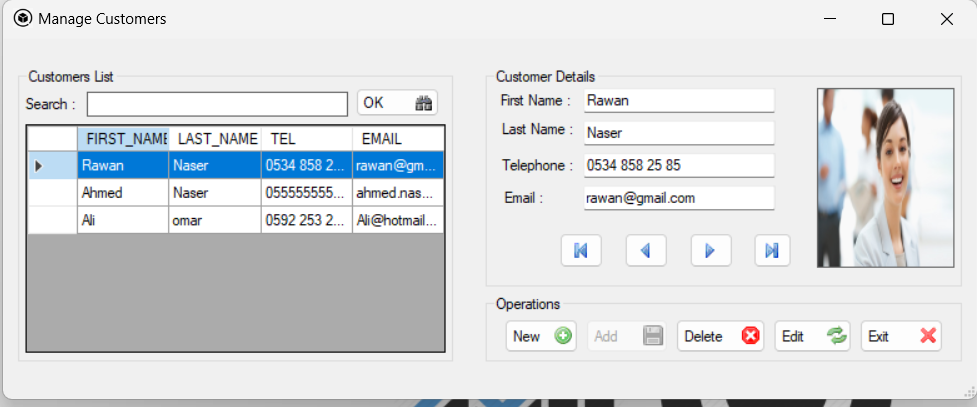 Manage Customers
Customers List
Search :
OK
FIRST_NAME LAST_NAME TEL EMAIL
Rawan Naser 0534 858 2... rawan@gm...
Ahmed Naser 055555555... ahmed.nas...
Ali omar 0592 253 2... Ali@hotmail...
Customer Details
First Name : Rawan
Last Name : Naser
Telephone : 0534 858 25 85
Email : rawan@gmail.com
Operations
New Add Delete Edit Exit